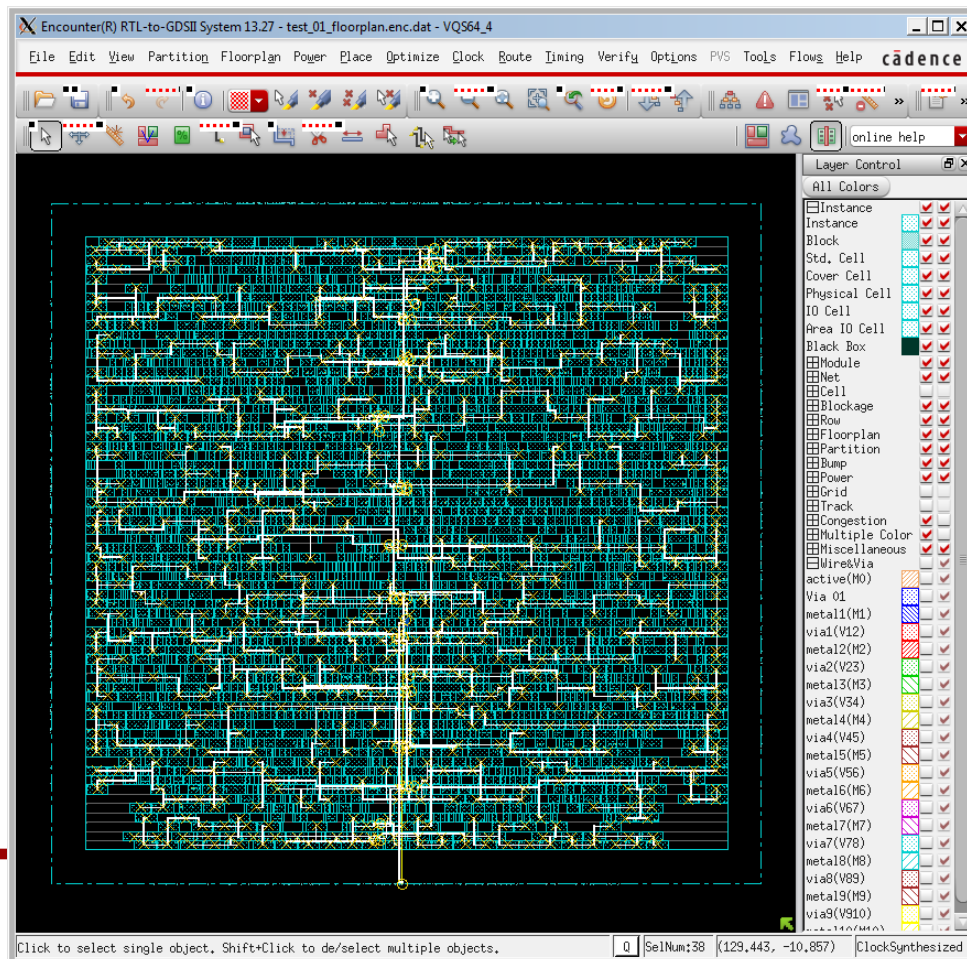 Encounter(R) RTL-to-GDSII System 13.27 - test_01_floorplan.enc.dat - VQS64_4
File Edit View Partition Floorplan Power Place Optimize Clock Route Timing Verify Options PVS Tools Flows Help cādence
» »
online help
Layer Control
All Colors
Instance
Instance
Block
Std. Cell
Cover Cell
Physical Cell
IO Cell
Area IO Cell
Black Box
Module
Net
Cell
Blockage
Row
Floorplan
Partition
Bump
Power
Grid
Track
Congestion
Multiple Color
Miscellaneous
Wire&Via
active(M0)
Via 01
metal1(M1)
via1(V12)
metal2(M2)
via2(V23)
metal3(M3)
via3(V34)
metal4(M4)
via4(V45)
metal5(M5)
via5(V56)
metal6(M6)
via6(V67)
metal7(M7)
via7(V78)
metal8(M8)
via8(V89)
metal9(M9)
via9(V910)
Click to select single object. Shift+Click to de/select multiple objects. Q SelNum:38 (129.443, -10.857) ClockSynthesized